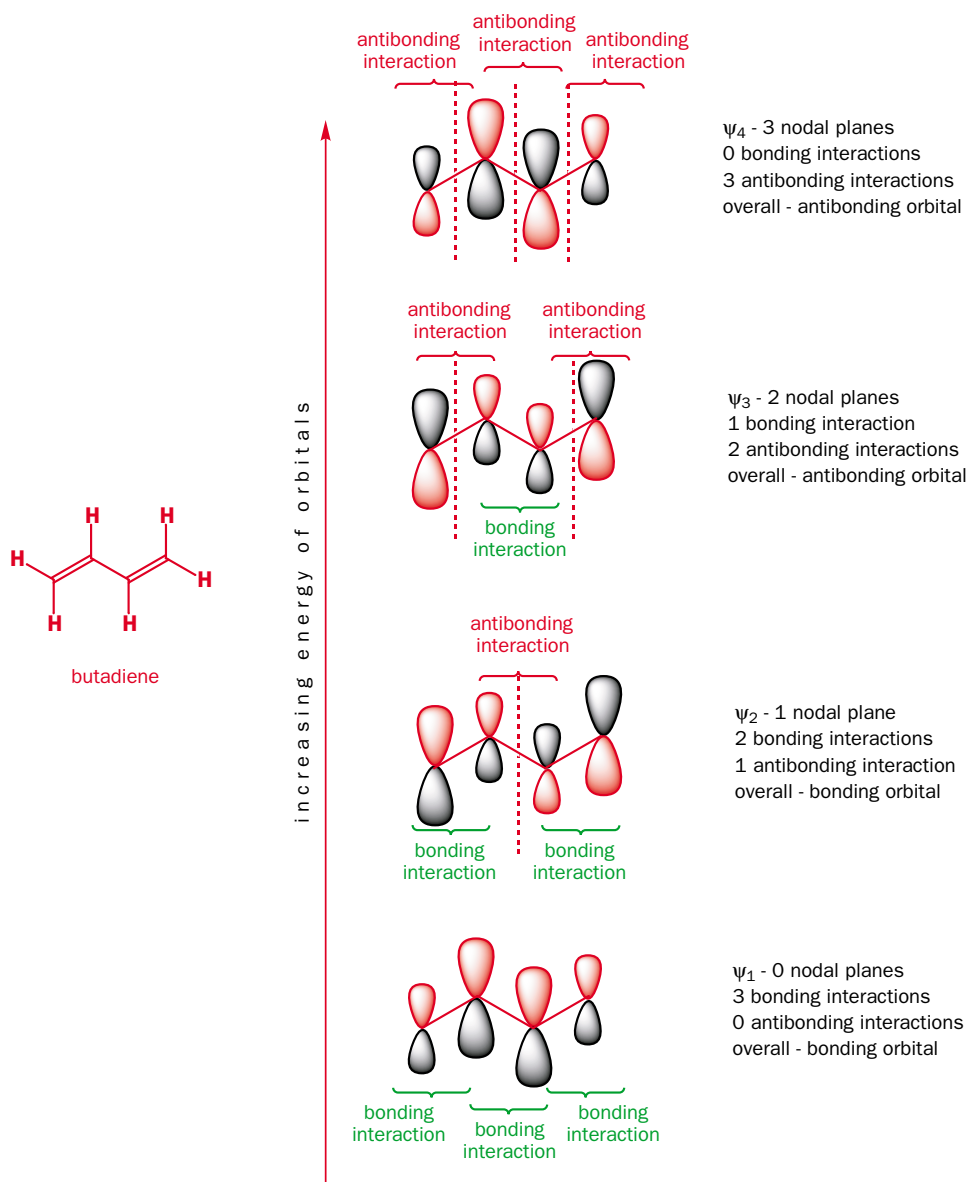 antibonding
interaction
antibonding
interaction
antibonding
interaction
ψ4 - 3 nodal planes
0 bonding interactions
3 antibonding interactions
overall - antibonding orbital
antibonding
interaction
antibonding
interaction
ψ3 - 2 nodal planes
1 bonding interaction
2 antibonding interactions
overall - antibonding orbital
bonding
interaction
increasing energy of orbitals
H
H
H
H
H
H
butadiene
antibonding
interaction
ψ2 - 1 nodal plane
2 bonding interactions
1 antibonding interaction
overall - bonding orbital
bonding
interaction
bonding
interaction
ψ1 - 0 nodal planes
3 bonding interactions
0 antibonding interactions
overall - bonding orbital
bonding
interaction
bonding
interaction
bonding
interaction